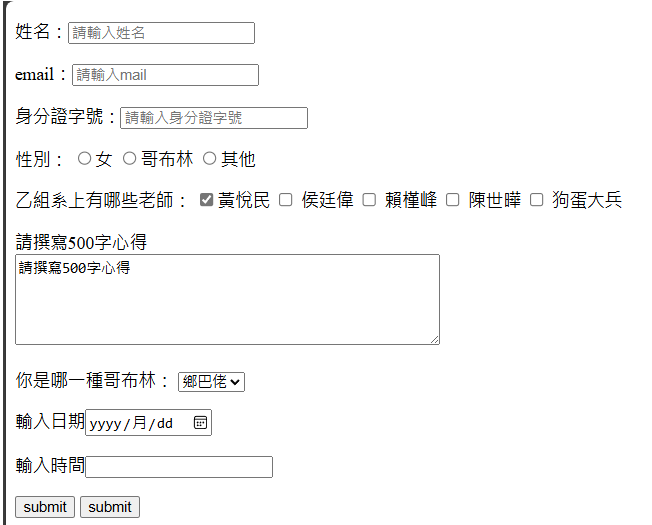 姓名：請輸入姓名
email：請輸入mail
身分證字號：請輸入身分證字號
性別： 女 哥布林 其他
乙組系上有哪些老師： 黃悅民 侯廷偉 賴槿峰 陳世曄 狗蛋大兵
請撰寫500字心得
請撰寫500字心得
你是哪一種哥布林： 鄉巴佬
輸入日期 yyyy/月/dd
輸入時間
submit submit